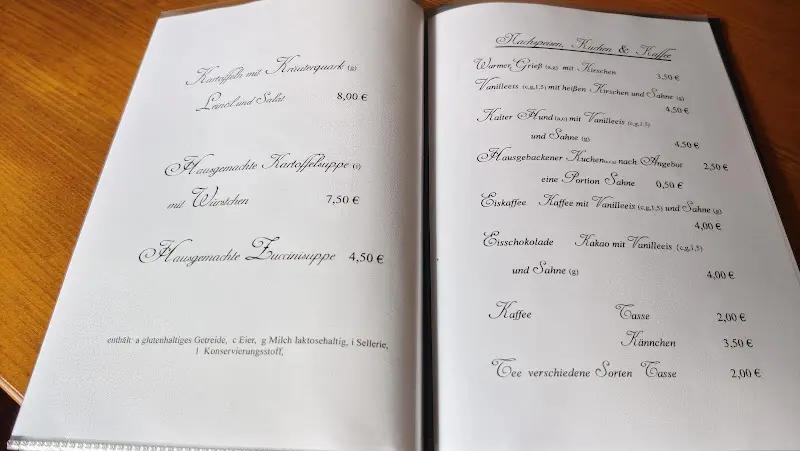 Kartoffeln mit Kräuterquark (g)
Leinöl und Salat 8,00 €
Hausgemachte Kartoffelsuppe (i)
mit Würstchen 7,50 €
Hausgemachte Zuccinisuppe 4,50 €
enthält: a glutenhaltiges Getreide, c Eier, g Milch laktosehaltig, i Sellerie,
1 Konservierungsstoff,
Nachspeisen, Kuchen & Kaffee
Warmer Grieß (a,g) mit Kirschen 3,50 €
Vanilleeis (c,g,1,5) mit heißen Kirschen und Sahne (g)
4,50 €
Kalter Hund mit Vanilleeis (c,g,1,5)
und Sahne (g) 4,50 €
Hausgebackener Kuchen nach Angebot 2,50 €
eine Portion Sahne 0,50 €
Eiskaffee Kaffee mit Vanilleeis (c,g,1,5) und Sahne (g)
4,00 €
Eisschokolade Kakao mit Vanilleeis (c,g,1,5)
und Sahne (g) 4,00 €
Kaffee Tasse 2,00 €
Kännchen 3,50 €
Tee verschiedene Sorten Tasse 2,00 €